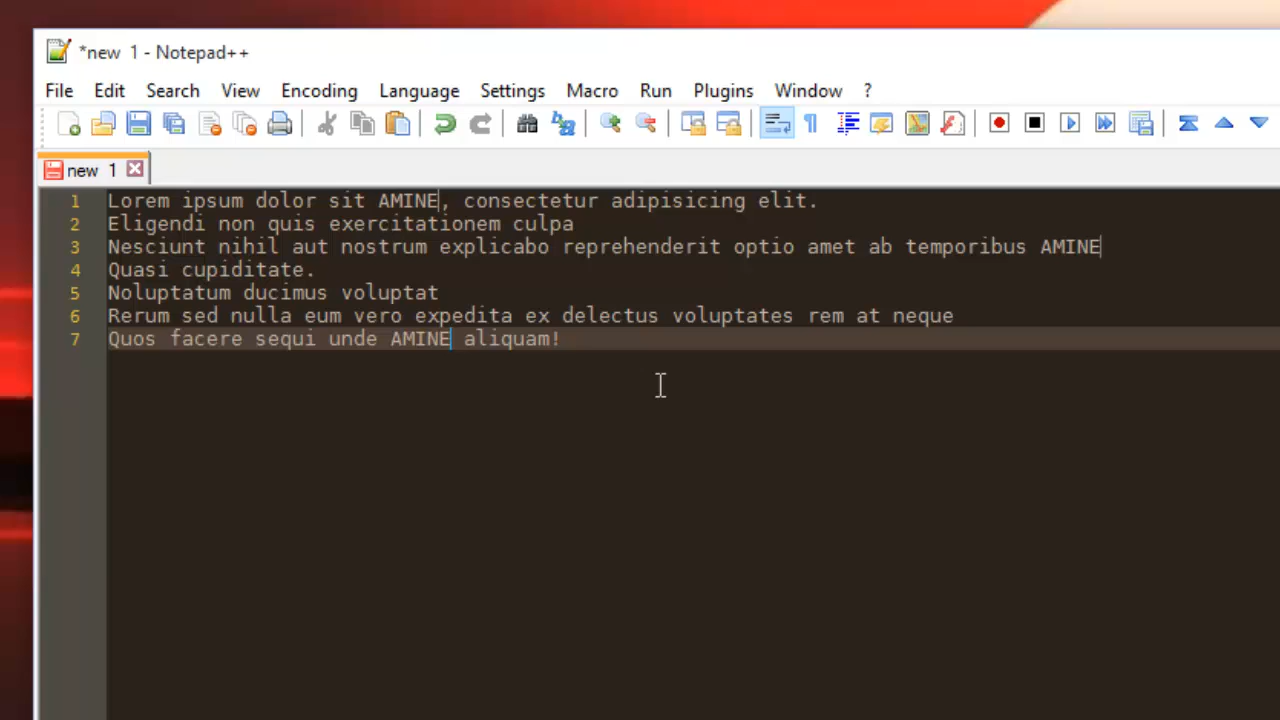 *new 1 - Notepad++
File Edit Search View Encoding Language Settings Macro Run Plugins Window ?
new 1
1 Lorem ipsum dolor sit AMINE, consectetur adipisicing elit.
2 Eligendi non quis exercitationem culpa
3 Nesciunt nihil aut nostrum explicabo reprehenderit optio amet ab temporibus AMINE
4 Quasi cupiditate.
5 Noluptatum ducimus voluptat
6 Rerum sed nulla eum vero expedita ex delectus voluptates rem at neque
7 Quos facere sequi unde AMINE aliquam!